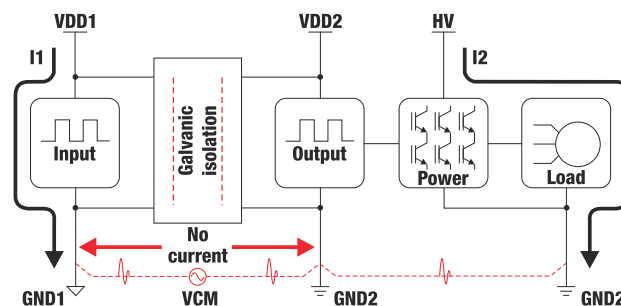 VDD1
VDD2
HV
I1
I2
Input
Galvanic
isolation
Output
Power
Load
No
current
GND1
VCM
GND2
GND2